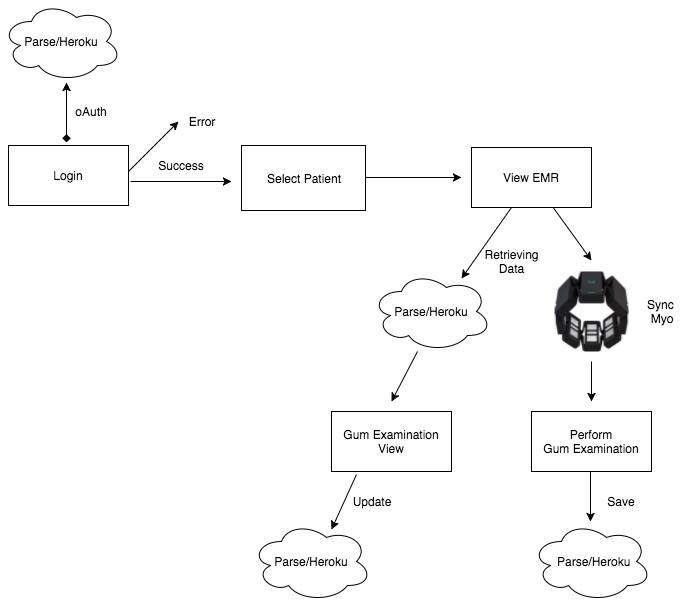 Parse/Heroku
oAuth
Error
Success
Login
Select Patient
View EMR
Retrieving
Data
Parse/Heroku
Sync
Myo
Gum Examination
View
Perform
Gum Examination
Update
Save
Parse/Heroku
Parse/Heroku